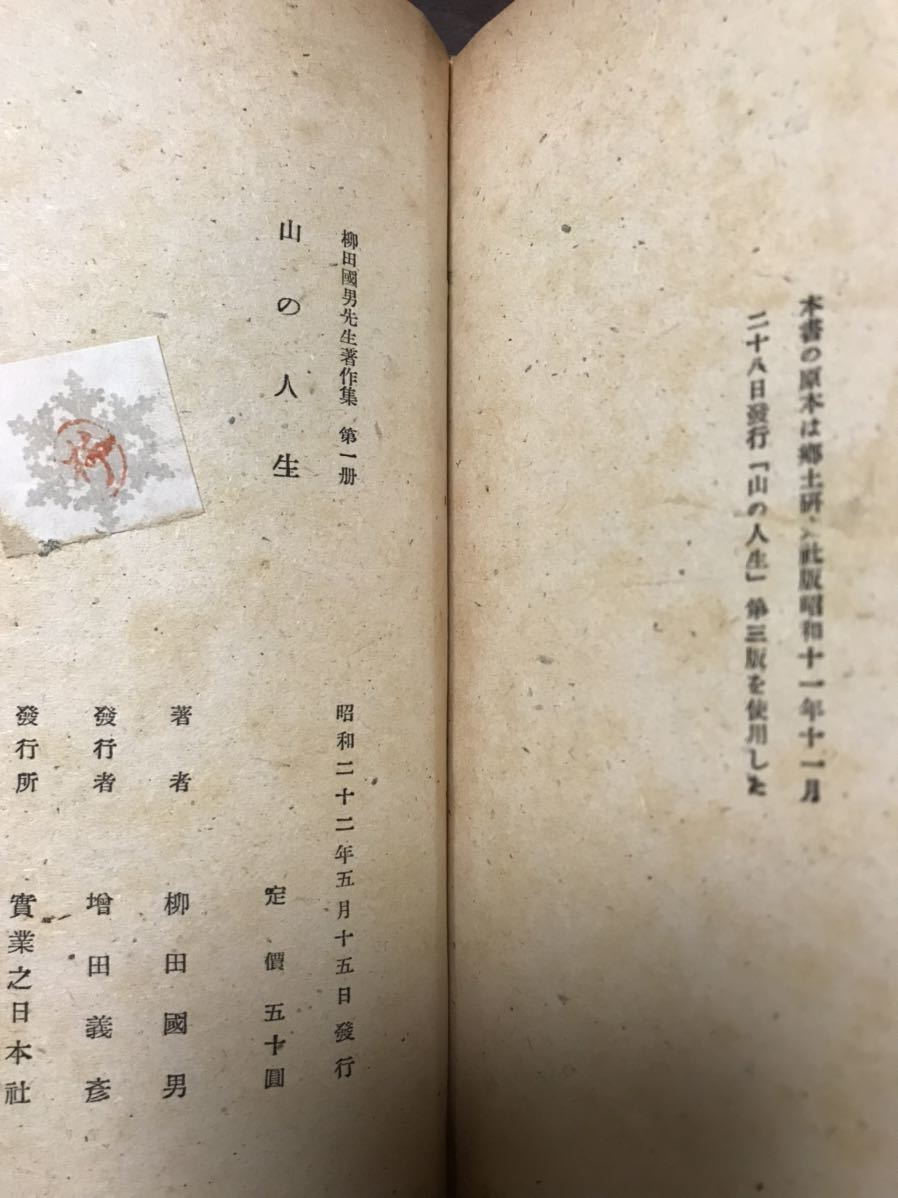 本書の原本は郷土研 社版昭和十一年十一月
二十八日發行「山の人生」第三版を使用した
柳田國男先生著作集 第一册
山の人生
昭和二十二年五月十五日發行
定價 五十圓
著者 柳田國男
發行者 增田義彥
發行所 實業之日本社